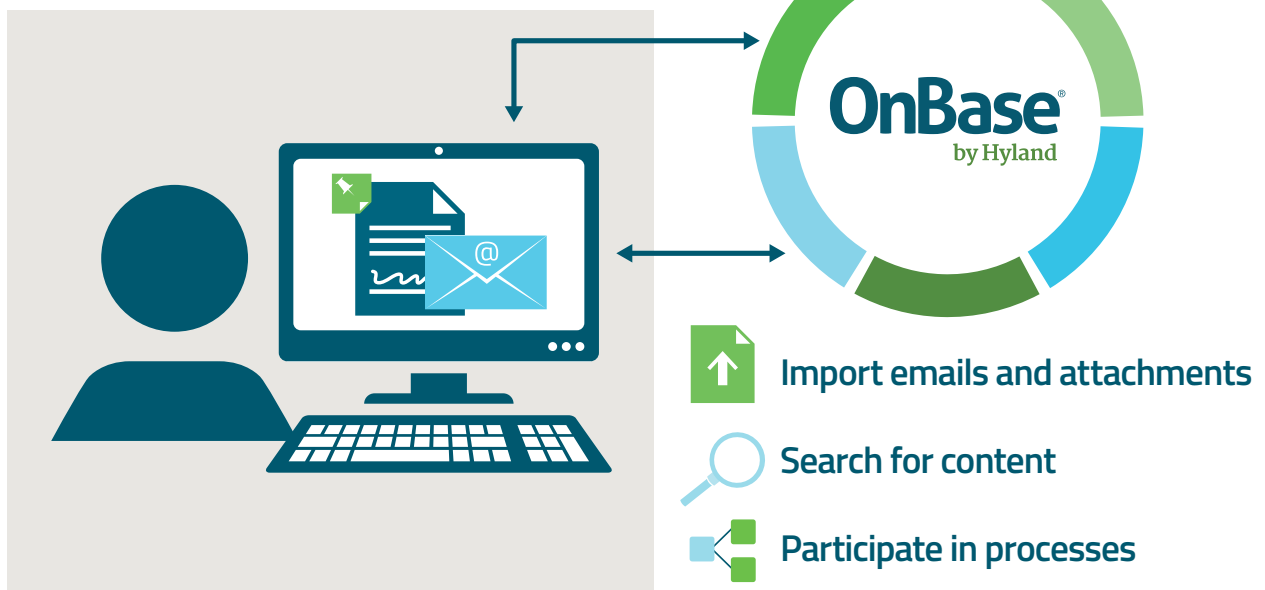 OnBase®
by Hyland
@
Import emails and attachments
Search for content
Participate in processes